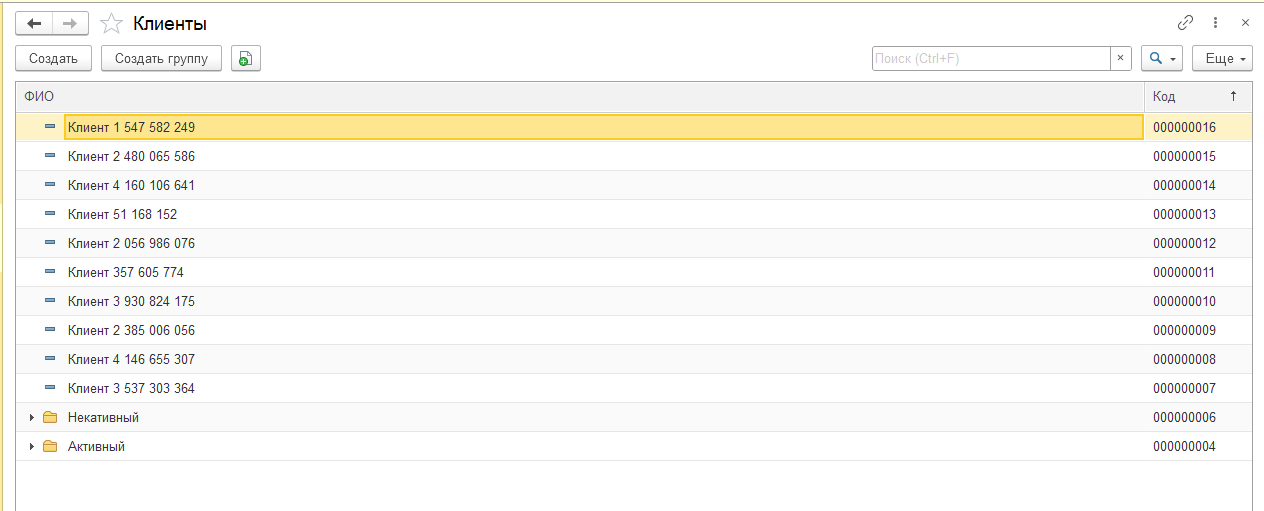 Клиенты
Создать Создать группу Поиск (Ctrl+F) × Еще
ФИО Код ↑
Клиент 1 547 582 249 000000016
Клиент 2 480 065 586 000000015
Клиент 4 160 106 641 000000014
Клиент 51 168 152 000000013
Клиент 2 056 986 076 000000012
Клиент 357 605 774 000000011
Клиент 3 930 824 175 000000010
Клиент 2 385 006 056 000000009
Клиент 4 146 655 307 000000008
Клиент 3 537 303 364 000000007
Некативный 000000006
Активный 000000004